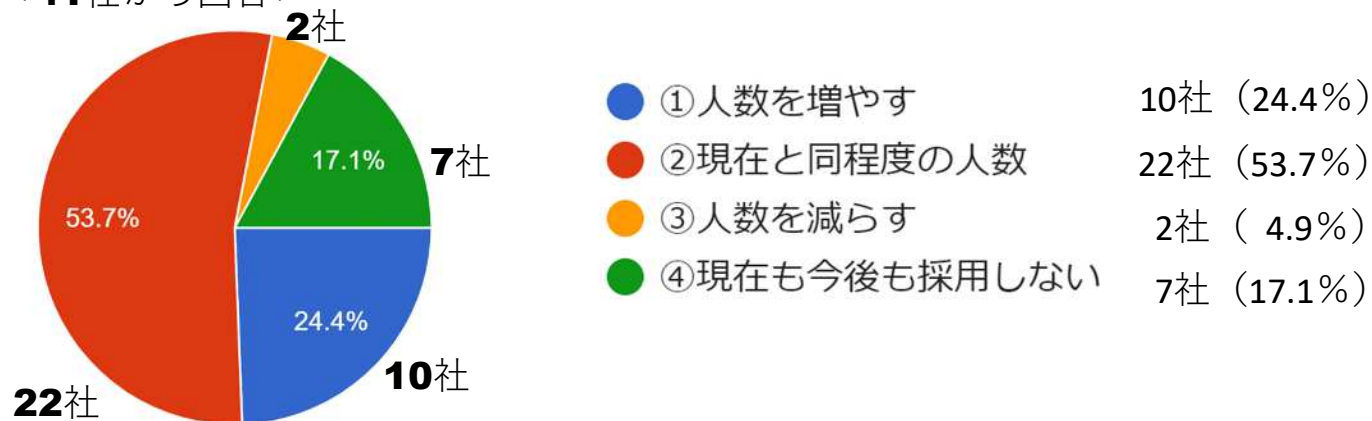 2社
7社
10社
22社
17.1%
53.7%
24.4%
①人数を増やす 10社（24.4％）
②現在と同程度の人数 22社（53.7％）
③人数を減らす 2社（ 4.9％）
④現在も今後も採用しない 7社（17.1％）